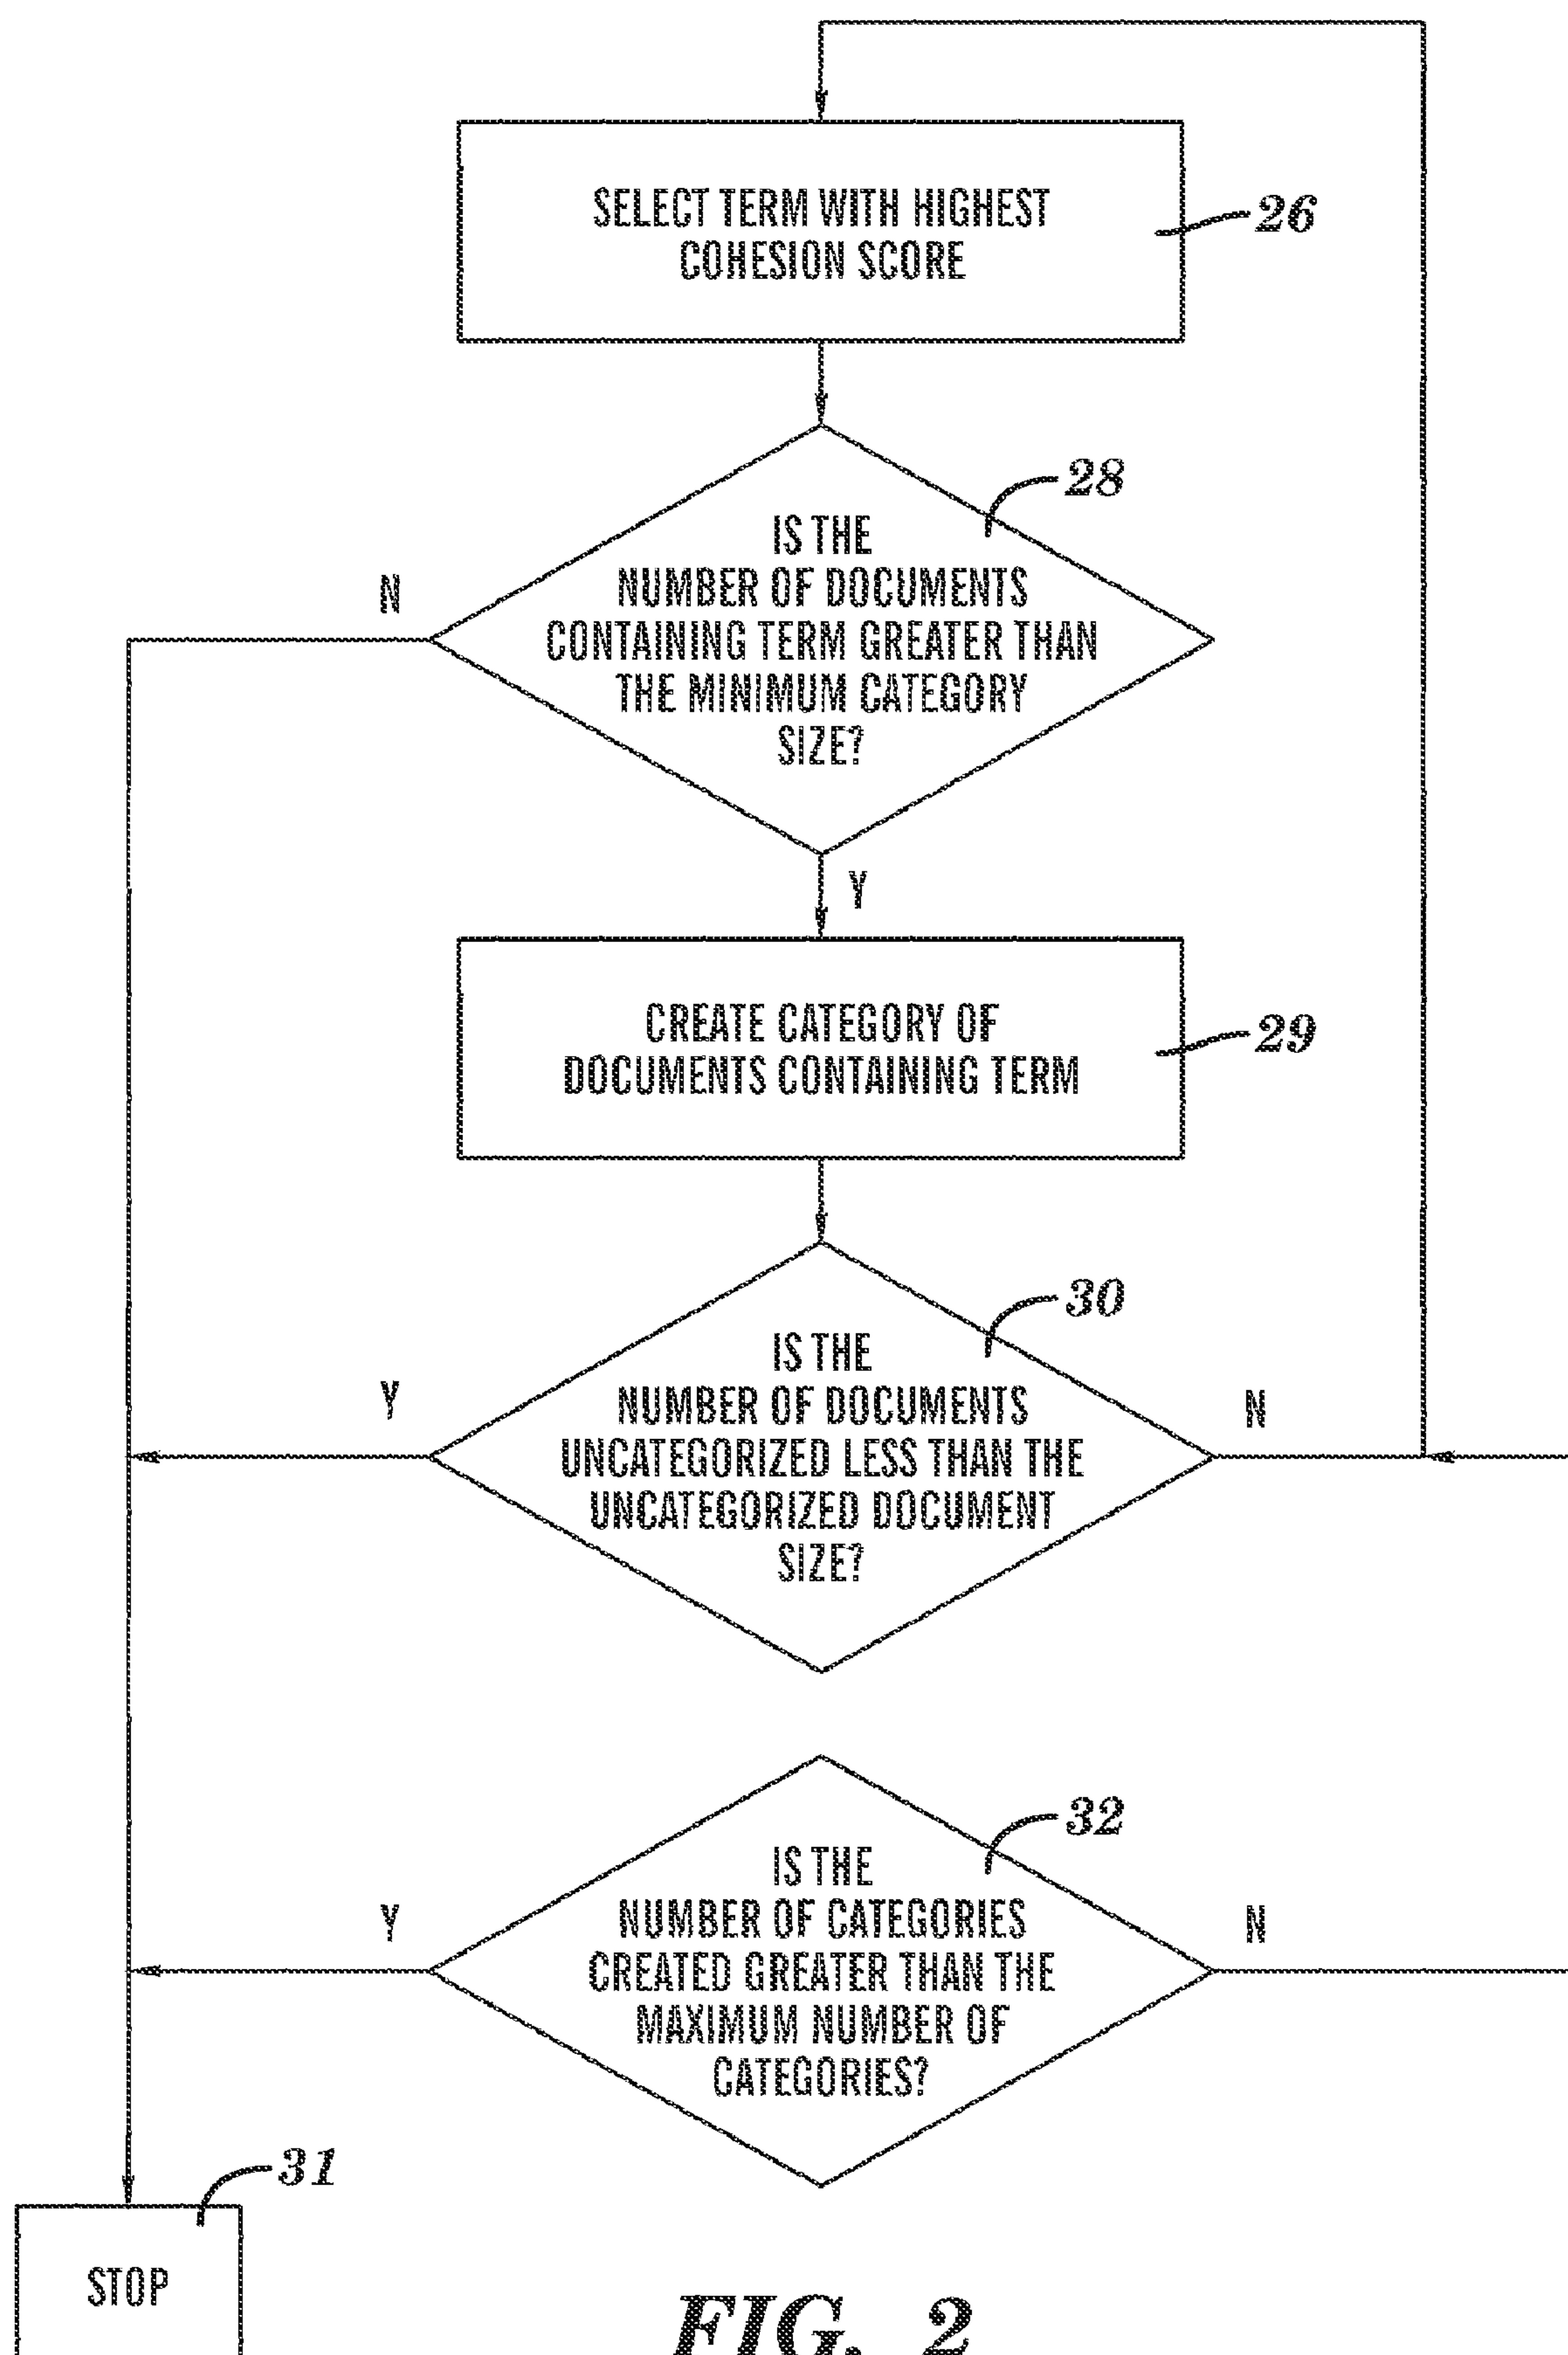 SELECT TERM WITH HIGHEST
COHESION SCORE
26
28
IS THE
NUMBER OF DOCUMENTS
CONTAINING TERM GREATER THAN
THE MINIMUM CATEGORY
SIZE?
N
Y
CREATE CATEGORY OF
DOCUMENTS CONTAINING TERM
29
30
IS THE
NUMBER OF DOCUMENTS
UNCATEGORIZED LESS THAN THE
UNCATEGORIZED DOCUMENT
SIZE?
Y
N
32
IS THE
NUMBER OF CATEGORIES
CREATED GREATER THAN THE
MAXIMUM NUMBER OF
CATEGORIES?
Y
N
31
STOP
FIG. 2